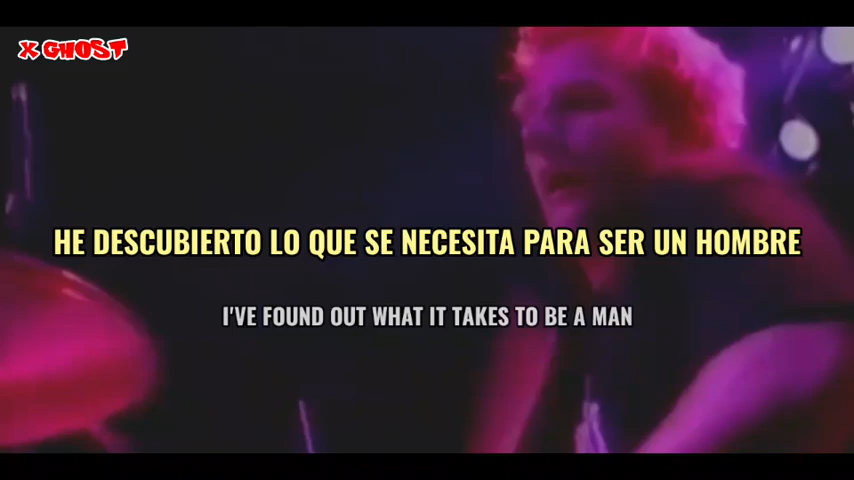 X GHOST
HE DESCUBIERTO LO QUE SE NECESITA PARA SER UN HOMBRE
I'VE FOUND OUT WHAT IT TAKES TO BE A MAN